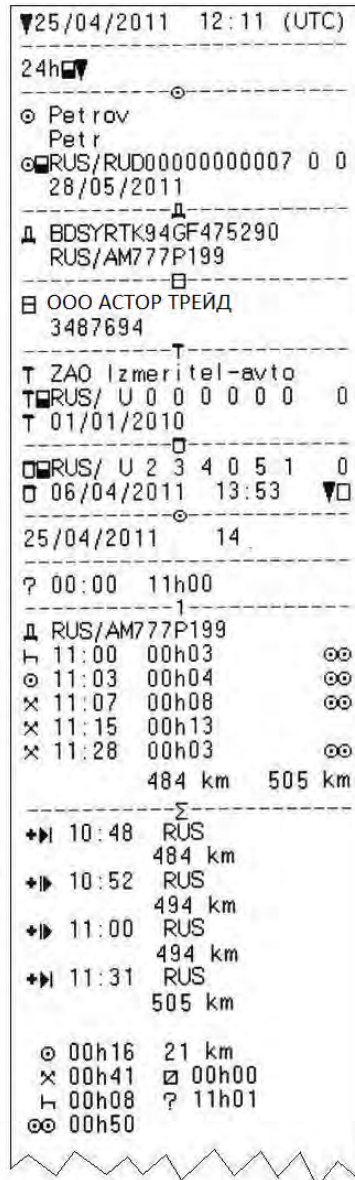 ▼25/04/2011 12:11 (UTC)
24h▼
Petrov
Petr
RUS/RUD00000000007 0 0
28/05/2011
BDSYRTK94GF475290
RUS/AM777P199
ООО АСТОР ТРЕЙД
3487694
T
T ZAO Izmeritel-avto
T RUS/ U 0 0 0 0 0 0 0
T 01/01/2010
RUS/ U 2 3 4 0 5 1 0
06/04/2011 13:53 ▼
25/04/2011 14
? 00:00 11h00
1
RUS/AM777P199
11:00 00h03
11:03 00h04
11:07 00h08
11:15 00h13
11:28 00h03
484 km 505 km
Σ
10:48 RUS
484 km
10:52 RUS
494 km
11:00 RUS
494 km
11:31 RUS
505 km
00h16 21 km
00h41 00h00
00h08 ? 11h01
00h50